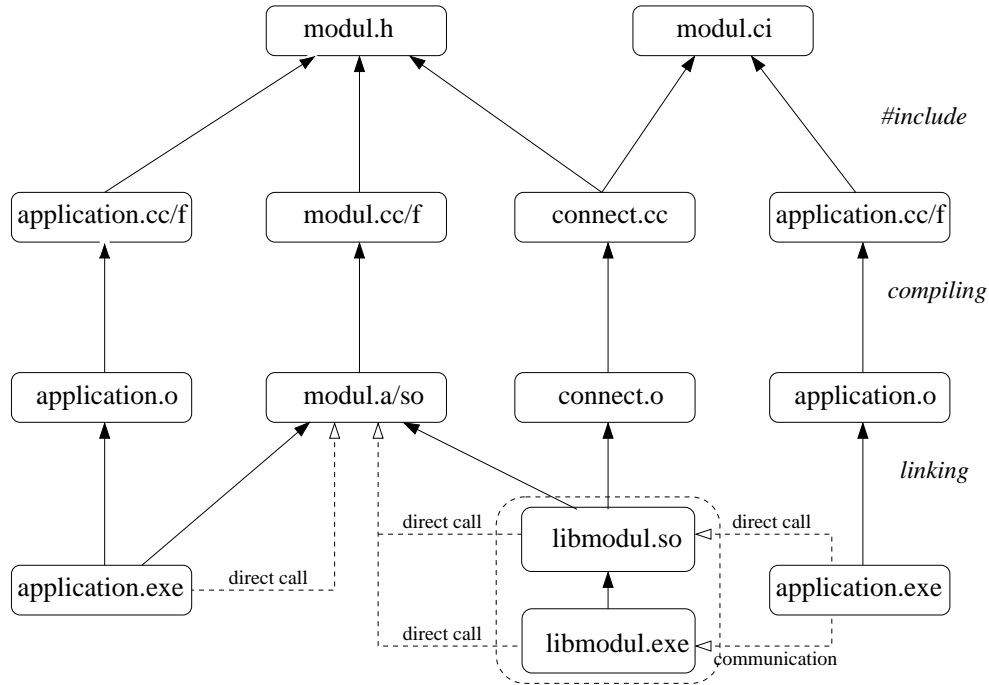 modul.h
modul.ci
#include
application.cc/f
modul.cc/f
connect.cc
application.cc/f
compiling
application.o
modul.a/so
connect.o
application.o
linking
direct call
libmodul.so
direct call
application.exe
direct call
application.exe
direct call
libmodul.exe
communication